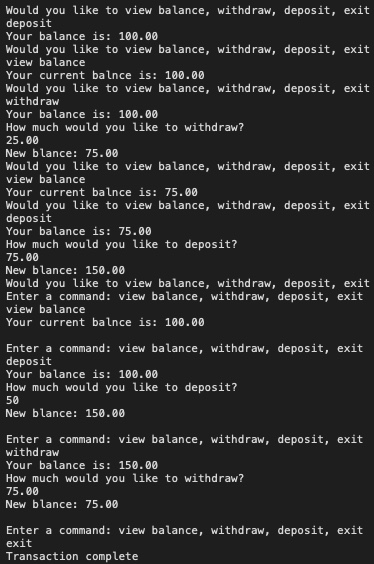 Would you like to view balance, withdraw, deposit, exit
deposit
Your balance is: 100.00
Would you like to view balance, withdraw, deposit, exit
view balance
Your current balnce is: 100.00
Would you like to view balance, withdraw, deposit, exit
withdraw
Your balance is: 100.00
How much would you like to withdraw?
25.00
New blance: 75.00
Would you like to view balance, withdraw, deposit, exit
view balance
Your current balnce is: 75.00
Would you like to view balance, withdraw, deposit, exit
deposit
Your balance is: 75.00
How much would you like to deposit?
75.00
New blance: 150.00
Would you like to view balance, withdraw, deposit, exit
Enter a command: view balance, withdraw, deposit, exit
view balance
Your current balnce is: 100.00
Enter a command: view balance, withdraw, deposit, exit
deposit
Your balance is: 100.00
How much would you like to deposit?
50
New blance: 150.00
Enter a command: view balance, withdraw, deposit, exit
withdraw
Your balance is: 150.00
How much would you like to withdraw?
75.00
New blance: 75.00
Enter a command: view balance, withdraw, deposit, exit
exit
Transaction complete